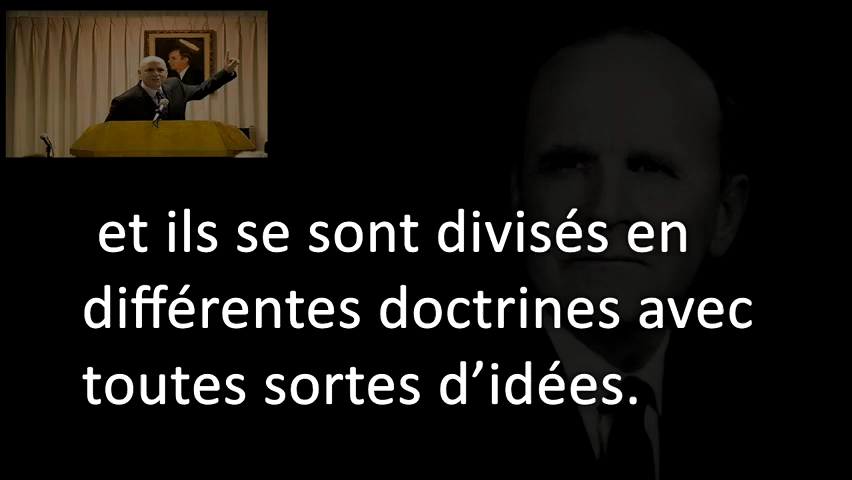 et ils se sont divisés en
différentes doctrines avec
toutes sortes d’idées.